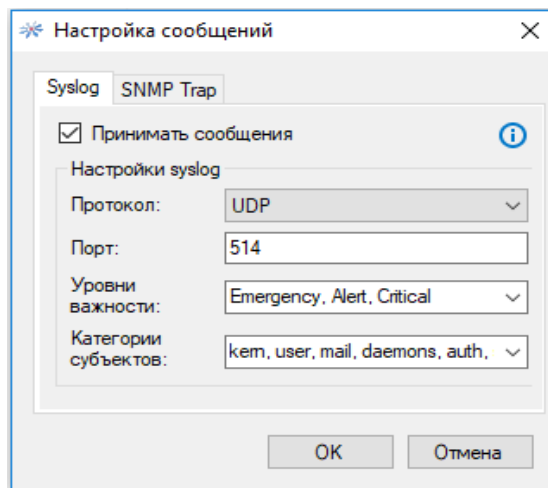 Настройка сообщений
Syslog
SNMP Trap
Принимать сообщения
Настройки syslog
Протокол:
UDP
Порт:
514
Уровни
важности:
Emergency, Alert, Critical
Категории
субъектов:
kern, user, mail, daemons, auth,
OK
Отмена